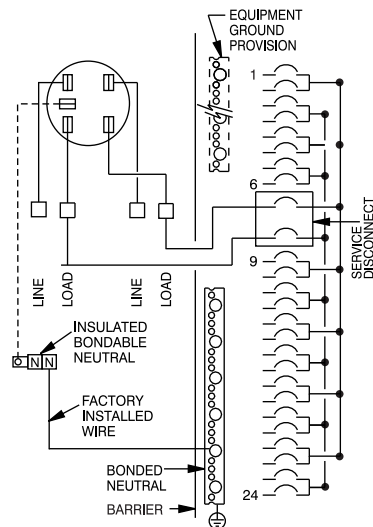 EQUIPMENT
GROUND
PROVISION
1
6
9
24
SERVICE
DISCONNECT
LINE
LOAD
LINE
LOAD
INSULATED
BONDABLE
NEUTRAL
N N
FACTORY
INSTALLED
WIRE
BONDED
NEUTRAL
BARRIER